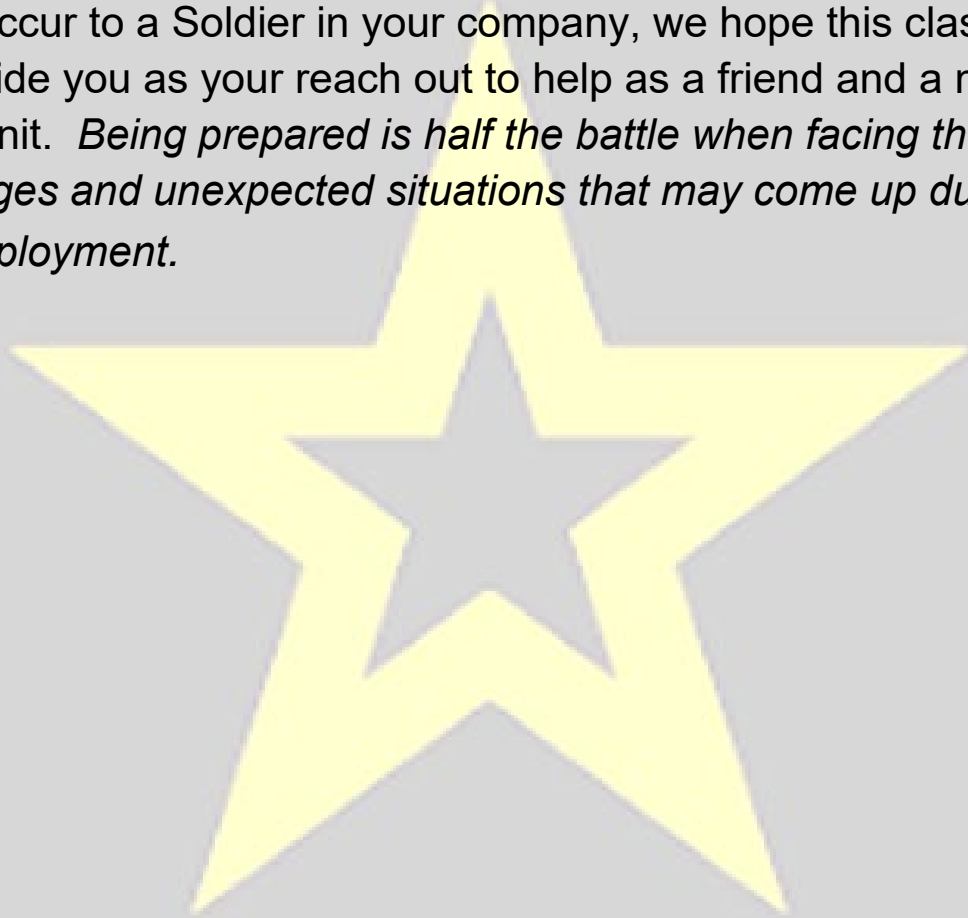 ccur to a Soldier in your company, we hope this clas
ide you as your reach out to help as a friend and a
nit. Being prepared is half the battle when facing th
ges and unexpected situations that may come up du
ployment.